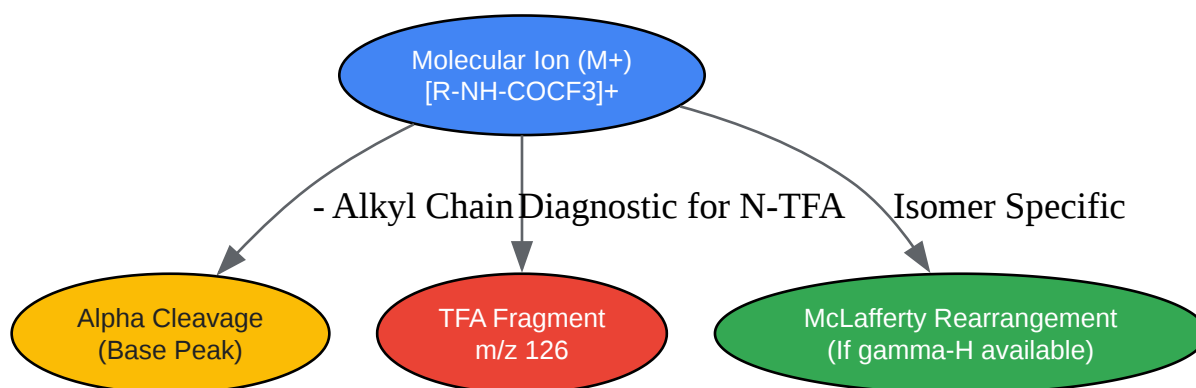 Molecular Ion (M+)
[R-NH-COCF3]+
- Alkyl Chain
Diagnostic for N-TFA
Isomer Specific
Alpha Cleavage
(Base Peak)
TFA Fragment
m/z 126
McLafferty Rearrangement
(If gamma-H available)